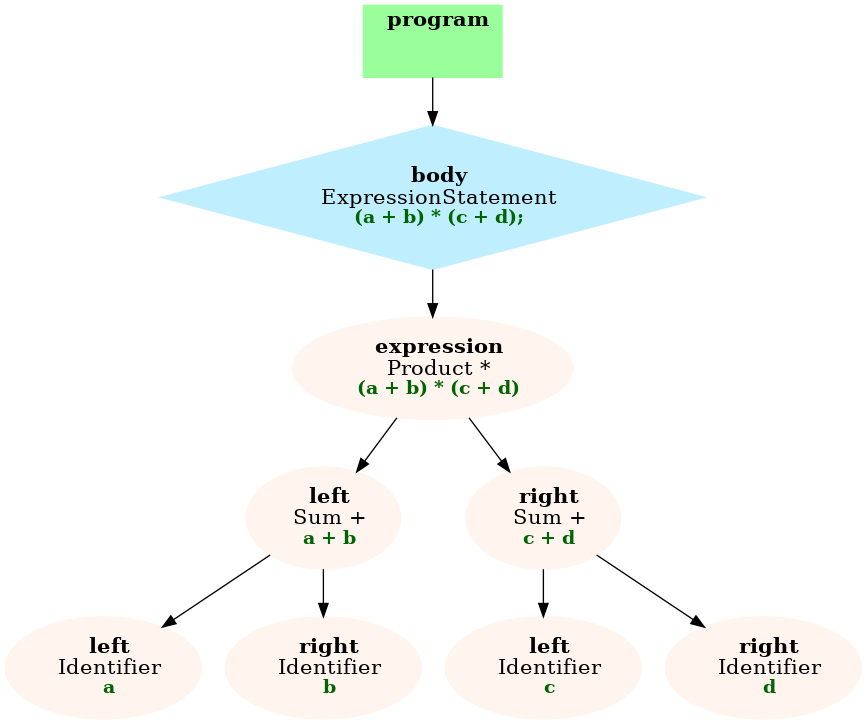 program
body
ExpressionStatement
(a + b) * (c + d);
expression
Product *
(a + b) * (c + d)
left
Sum +
a + b
right
Sum +
c + d
left
Identifier
a
right
Identifier
b
left
Identifier
c
right
Identifier
d